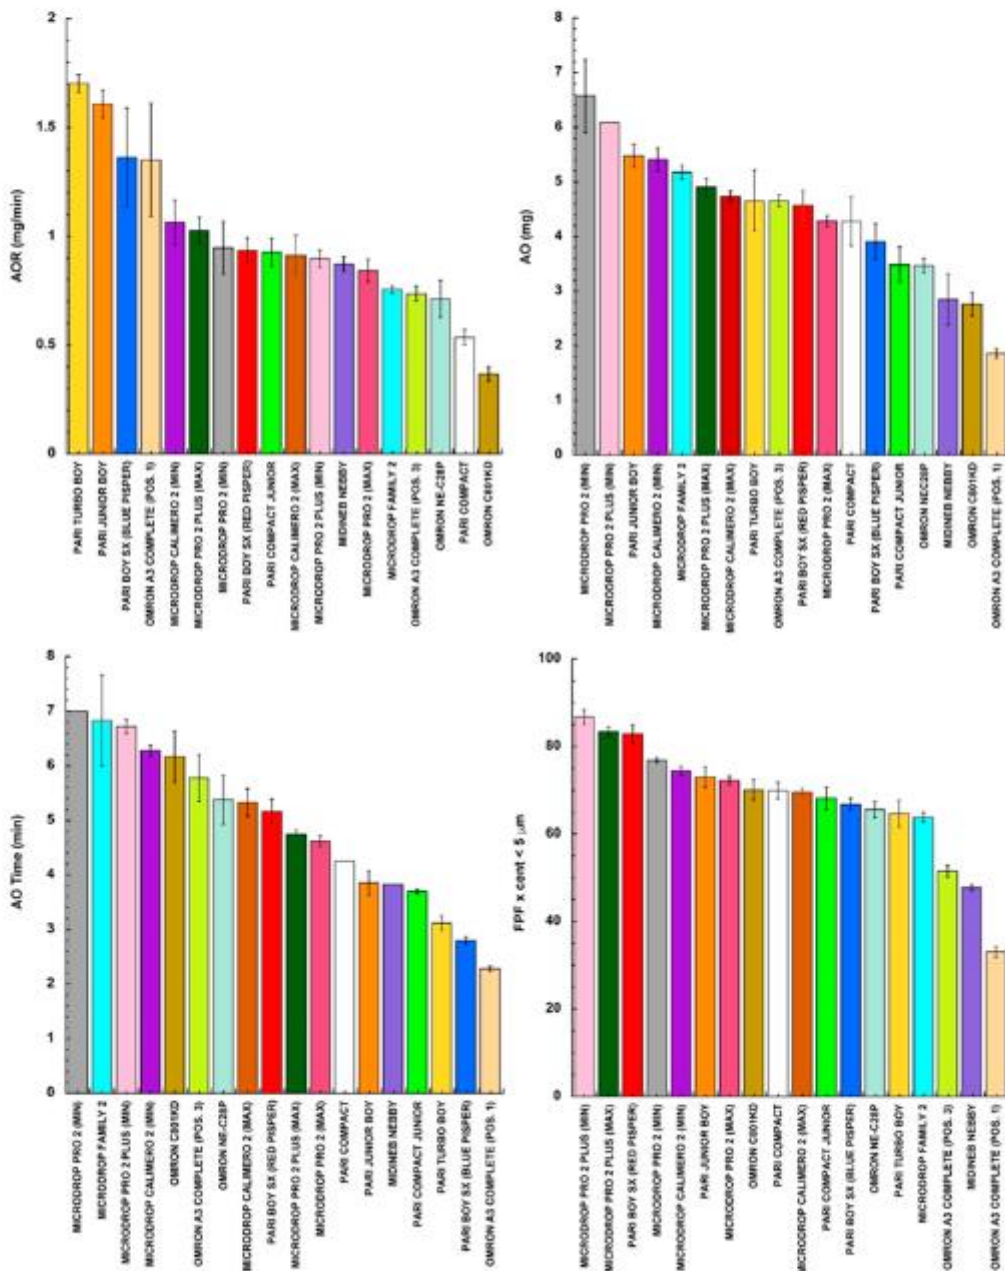 2
1.5
1
0.5
0
AOR (mg/min)
PARI TURBO BOY
PARI JUNIOR BOY
PARI BOY SX (BLUE PISPER)
OMRON A3 COMPLETE (POS. 1)
MICRODROP CALIMERO 2 (MIN)
MICRODROP PRO 2 PLUS (MAX)
MICRODROP PRO 2 (MIN)
PARI BOY SX (RED PISPER)
PARI COMPACT JUNIOR
MICRODROP CALIMERO 2 (MAX)
MICRODROP PRO 2 PLUS (MIN)
MIDINEB NEBBY
MICRODROP PRO 2 (MAX)
MICRODROP FAMILY 2
OMRON A3 COMPLETE (POS. 3)
OMRON NE-C28P
PARI COMPACT
OMRON C801KD
8
7
6
5
4
3
2
1
0
AO (mg)
MICRODROP PRO 2 (MIN)
MICRODROP PRO 2 PLUS (MIN)
PARI JUNIOR BOY
MICRODROP CALIMERO 2 (MIN)
MICRODROP FAMILY 2
MICRODROP PRO 2 PLUS (MAX)
MICRODROP CALIMERO 2 (MAX)
PARI TURBO BOY
OMRON A3 COMPLETE (POS. 3)
PARI BOY SX (RED PISPER)
MICRODROP PRO 2 (MAX)
PARI COMPACT
PARI BOY SX (BLUE PISPER)
PARI COMPACT JUNIOR
OMRON NEC28P
MIDINEB NEBBY
OMRON C801KD
OMRON A3 COMPLETE (POS. 1)
8
7
6
5
4
3
2
1
0
AO Time (min)
MICRODROP PRO 2 (MIN)
MICRODROP FAMILY 2
MICRODROP PRO 2 PLUS (MIN)
MICRODROP CALIMERO 2 (MIN)
OMRON C801KD
OMRON A3 COMPLETE (POS. 3)
OMRON NE-C28P
MICRODROP CALIMERO 2 (MAX)
PARI BOY SX (RED PISPER)
MICRODROP PRO 2 PLUS (MAX)
MICRODROP PRO 2 (MAX)
PARI COMPACT
PARI JUNIOR BOY
MIDINEB NEBBY
PARI COMPACT JUNIOR
PARI TURBO BOY
PARI BOY SX (BLUE PISPER)
OMRON A3 COMPLETE (POS. 1)
100
80
60
40
20
0
FPF x cent < 5 μm
MICRODROP PRO 2 PLUS (MIN)
MICRODROP PRO 2 PLUS (MAX)
PARI BOY SX (RED PISPER)
MICRODROP PRO 2 (MIN)
MICRODROP CALIMERO 2 (MIN)
PARI JUNIOR BOY
MICRODROP PRO 2 (MAX)
OMRON C801KD
PARI COMPACT
MICRODROP CALIMERO 2 (MAX)
PARI COMPACT JUNIOR
PARI BOY SX (BLUE PISPER)
OMRON NE-C28P
PARI TURBO BOY
MICRODROP FAMILY 2
OMRON A3 COMPLETE (POS. 3)
MIDINEB NEBBY
OMRON A3 COMPLETE (POS. 1)